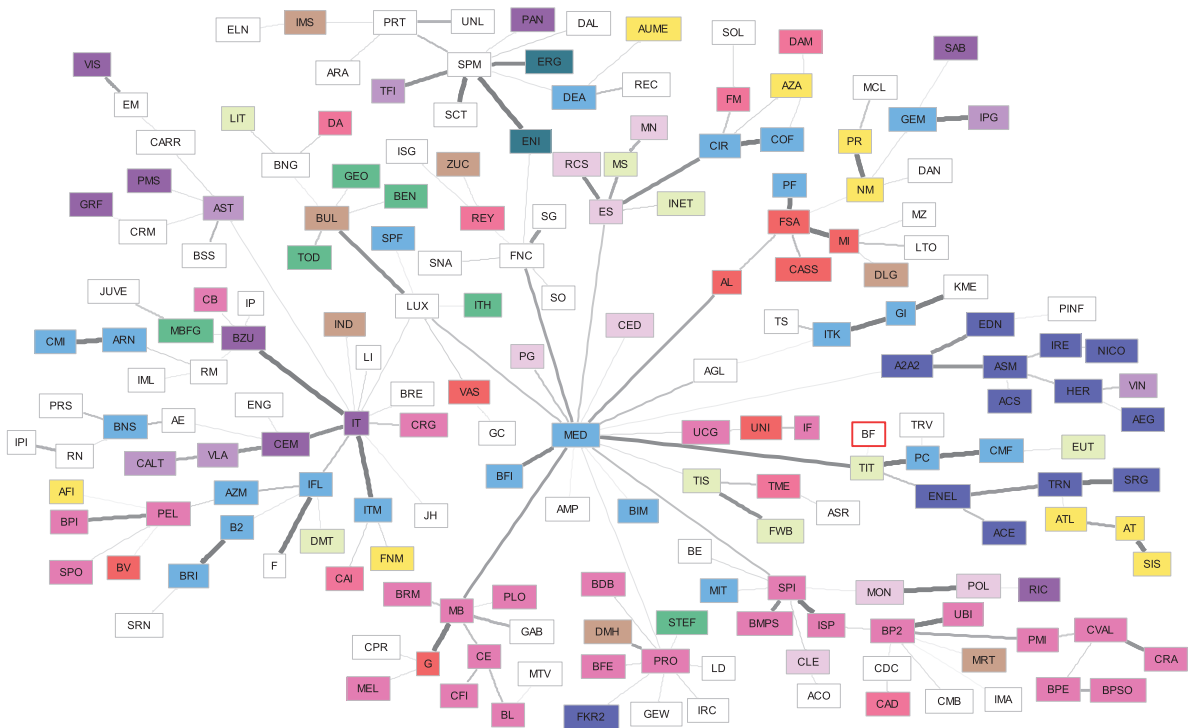 IMS
PRT
UNL
PAN
DAL
AUME
ELN
SOL
DAM
SAB
VIS
ARA
SPM
ERG
TFI
DEA
REC
AZA
MCL
EM
SCT
FM
GEM
IPG
LIT
DA
MN
CARR
ENI
CIR
COF
PR
BNG
ISG
ZUC
RCS
MS
DAN
PMS
GEO
PF
NM
GRF
AST
BEN
ES
INET
CRM
BUL
REY
SG
FSA
MZ
SPF
MI
BSS
TOD
SNA
FNC
LTO
CASS
DLG
JUVE
CB
IP
LUX
ITH
SO
AL
KME
MBFG
BZU
IND
CED
TS
GI
EDN
PINF
CMI
ARN
LI
PG
ITK
IRE
NICO
IML
RM
AGL
A2A2
ASM
VIN
BRE
VAS
ACS
HER
PRS
ENG
IT
CRG
GC
MED
AEG
BNS
AE
CEM
UCG
UNI
IF
BF
TRV
IPI
RN
CALT
VLA
BFI
TIT
PC
CMF
EUT
AFI
AZM
IFL
TIS
TME
ENEL
TRN
SRG
PEL
ITM
AMP
BIM
ASR
BPI
B2
JH
FWB
ATL
AT
ACE
DMT
FNM
BE
SIS
SPO
BV
BRI
F
CAI
MIT
SPI
MON
POL
RIC
BRM
PLO
BDB
SRN
MB
BMPS
ISP
UBI
GAB
STEF
BP2
PMI
CVAL
CPR
DMH
G
CE
PRO
CLE
CDC
MRT
CRA
MEL
CFI
MTV
BFE
LD
ACO
CAD
CMB
IMA
BPE
BPSO
BL
FKR2
GEW
IRC